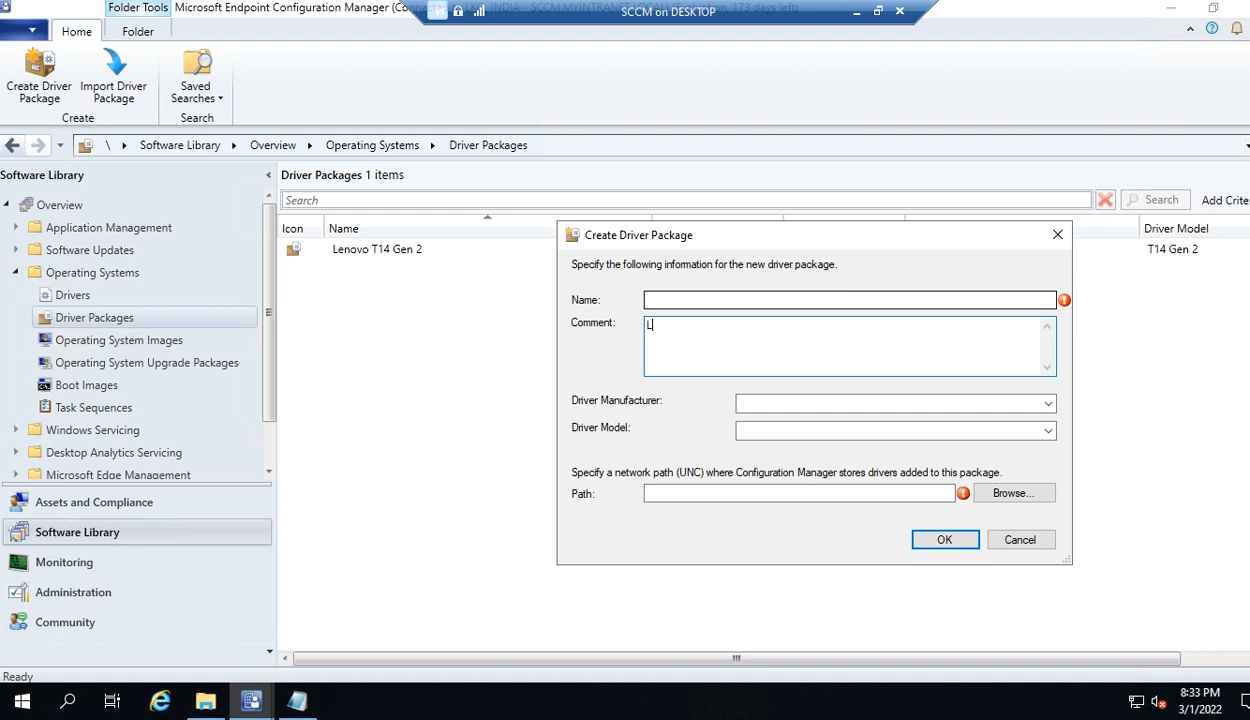 Folder Tools
Microsoft Endpoint Configuration Manager (Conne
SCCM on DESKTOP
Home
Folder
Create Driver Package
Import Driver Package
Saved Searches
Create
Search
\ Software Library Overview Operating Systems Driver Packages
Software Library
Driver Packages 1 items
Search
Search
Add Crite
Overview
Application Management
Software Updates
Operating Systems
Drivers
Driver Packages
Operating System Images
Operating System Upgrade Packages
Boot Images
Task Sequences
Windows Servicing
Desktop Analytics Servicing
Microsoft Edge Management
Assets and Compliance
Software Library
Monitoring
Administration
Community
Icon
Name
Driver Model
Lenovo T14 Gen 2
T14 Gen 2
Create Driver Package
Specify the following information for the new driver package.
Name:
Comment:
L
Driver Manufacturer:
Driver Model:
Specify a network path (UNC) where Configuration Manager stores drivers added to this package.
Path:
Browse...
OK
Cancel
Ready
8:33 PM
3/1/2022